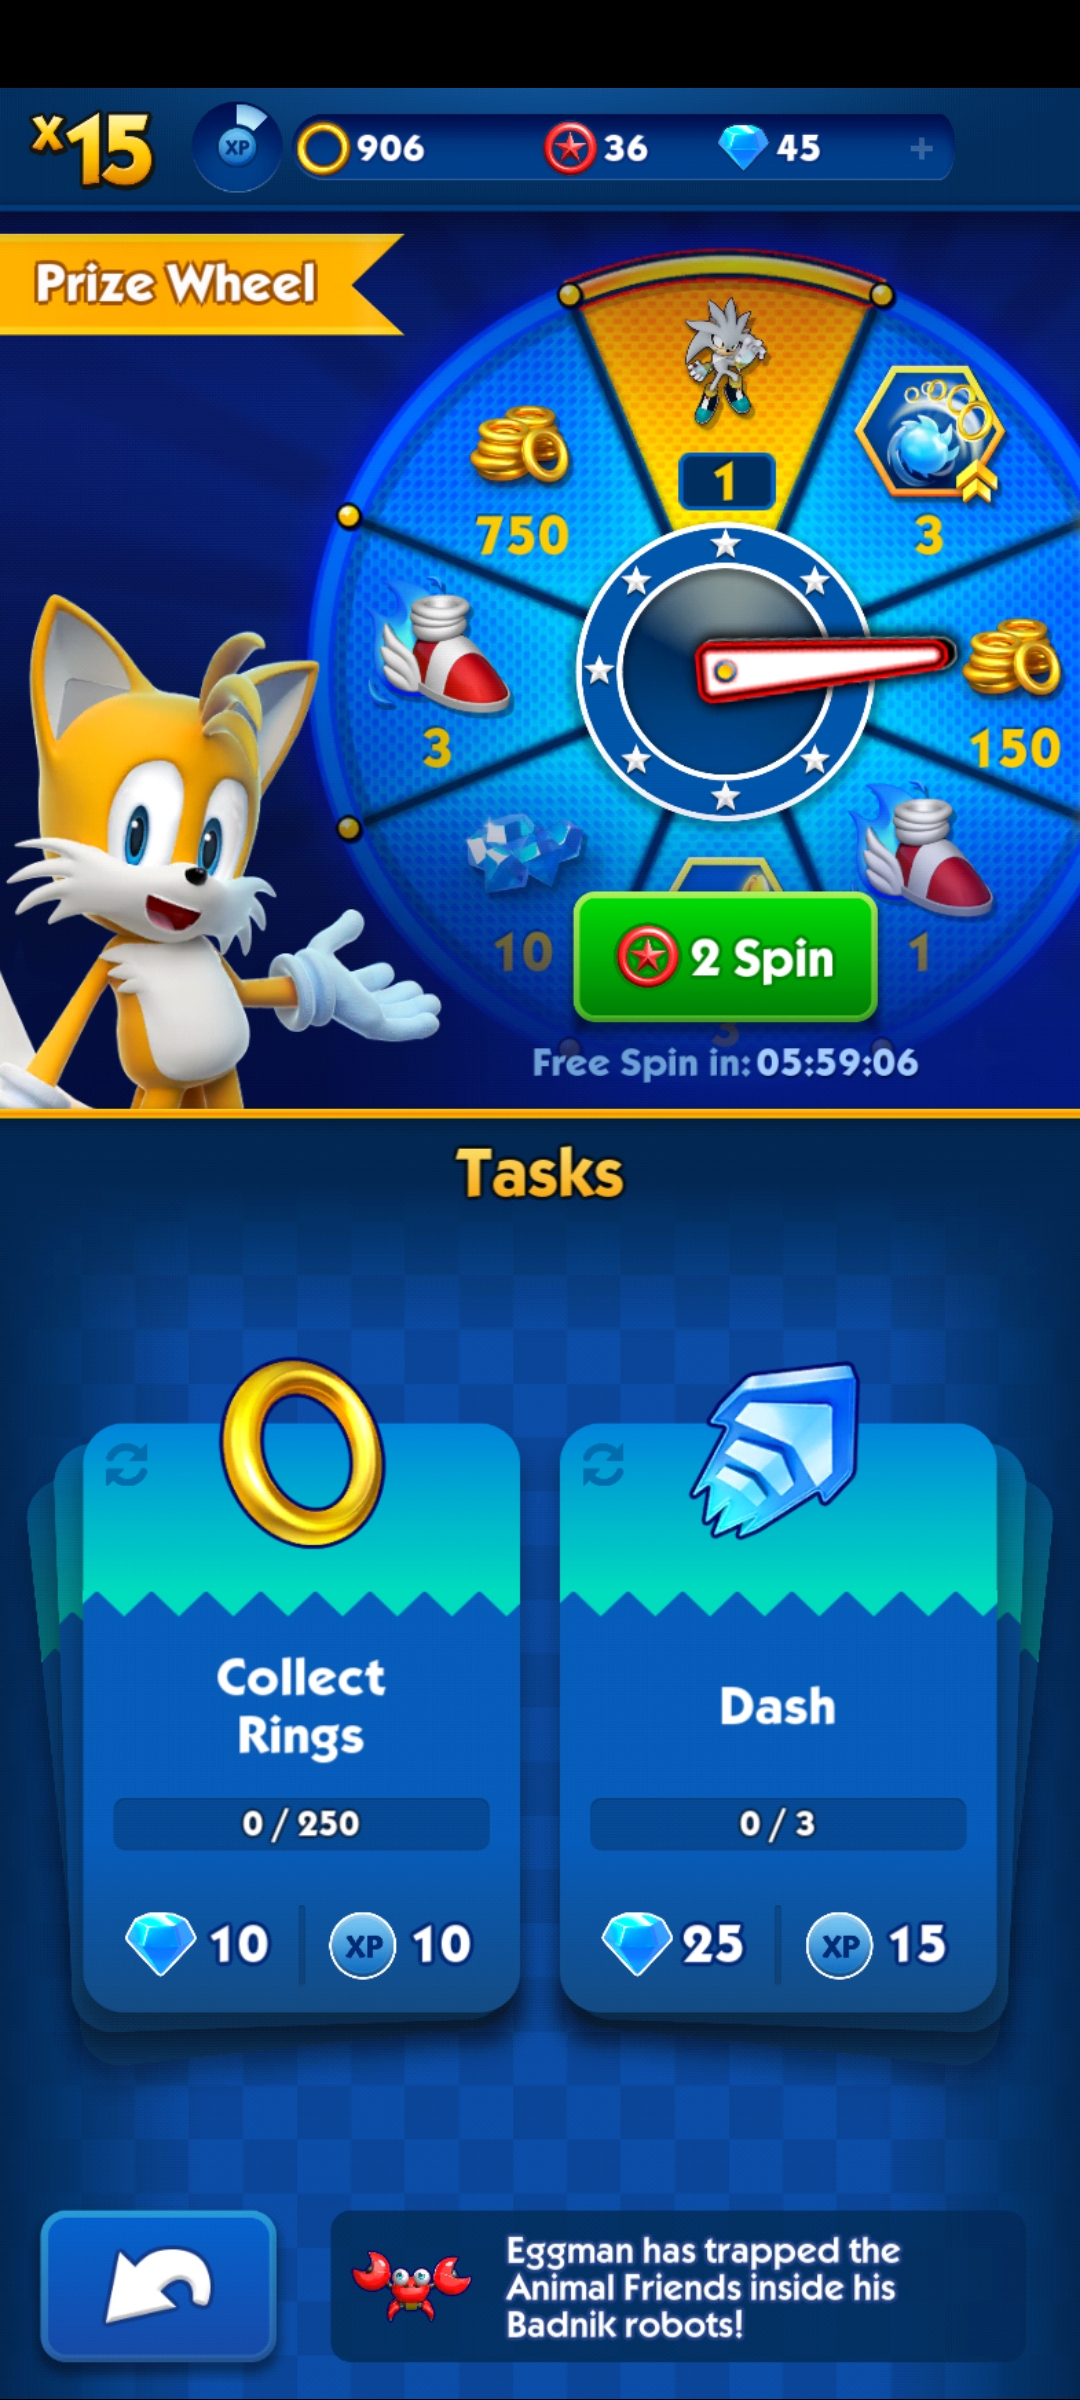 x15
XP
906
36
45
+
Prize Wheel
1
3
750
150
3
10
1
2 Spin
3
Free Spin in: 05:59:06
Tasks
Collect
Rings
0 / 250
10
XP
10
Dash
0 / 3
25
XP
15
Eggman has trapped the
Animal Friends inside his
Badnik robots!